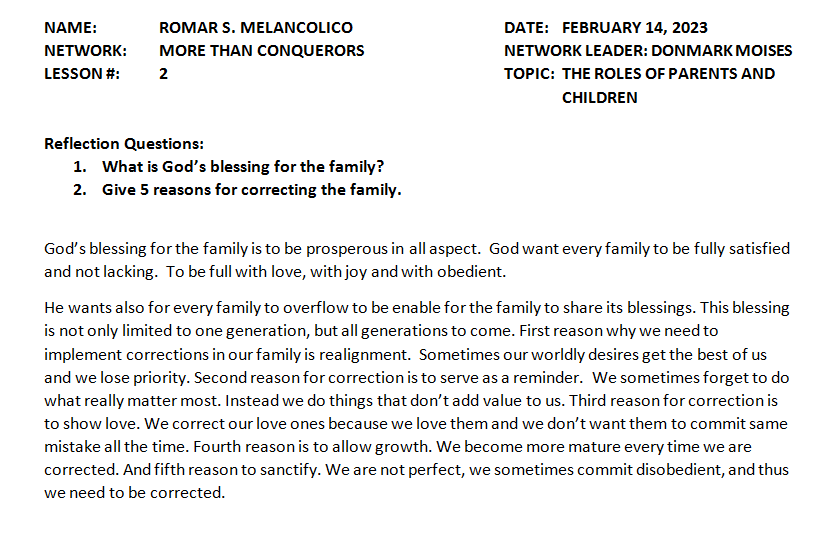 NAME: ROMAR S. MELANCOLICO DATE: FEBRUARY 14, 2023
NETWORK: MORE THAN CONQUERORS NETWORK LEADER: DONMARK MOISES
LESSON #: 2 TOPIC: THE ROLES OF PARENTS AND
CHILDREN
Reflection Questions:
1. What is God's blessing for the family?
2. Give 5 reasons for correcting the family.
God's blessing for the family is to be prosperous in all aspect. God want every family to be fully satisfied
and not lacking. To be full with love, with joy and with obedient.
He wants also for every family to overflow to be enable for the family to share its blessings. This blessing
is not only limited to one generation, but all generations to come. First reason why we need to
implement corrections in our family is realignment. Sometimes our worldly desires get the best of us
and we lose priority. Second reason for correction is to serve as a reminder. We sometimes forget to do
what really matter most. Instead we do things that don't add value to us. Third reason for correction is
to show love. We correct our love ones because we love them and we don't want them to commit same
mistake all the time. Fourth reason is to allow growth. We become more mature every time we are
corrected. And fifth reason to sanctify. We are not perfect, we sometimes commit disobedient, and thus
we need to be corrected.